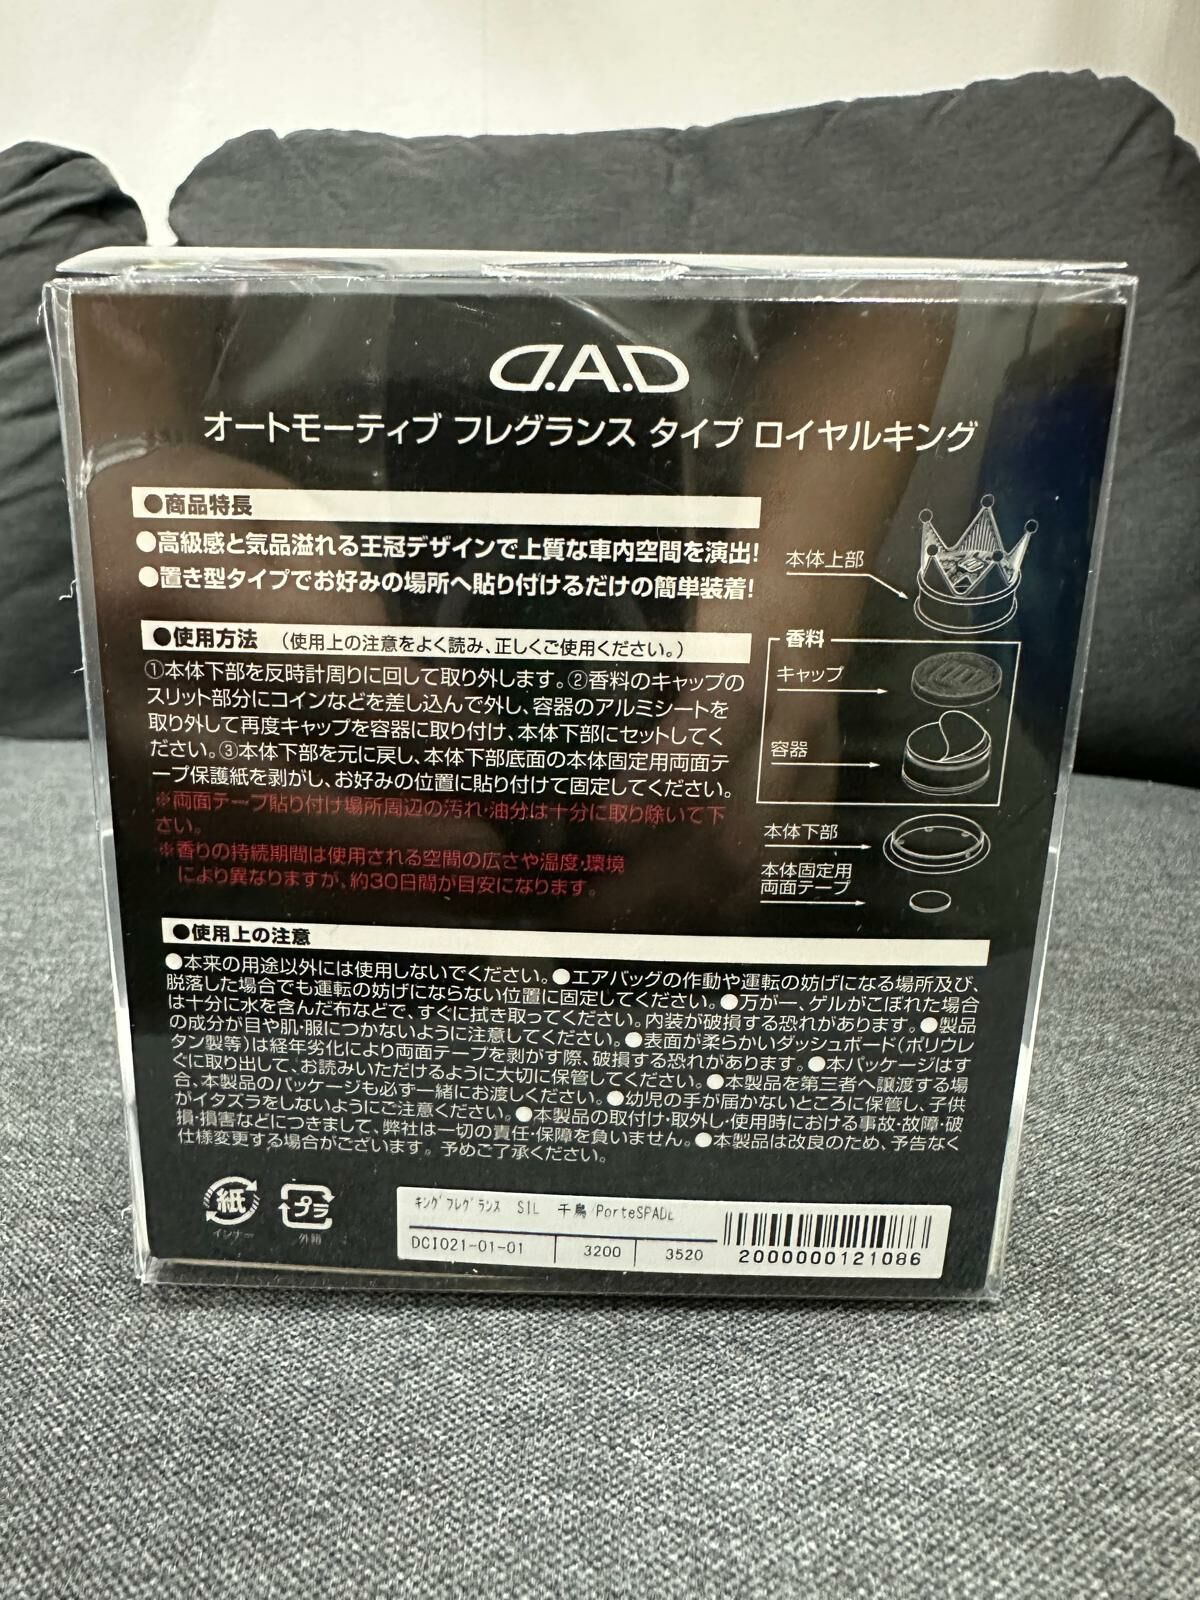 D.A.D
オートモーティブ フレグランス タイプ ロイヤルキング
●商品特長
●高級感と気品溢れる王冠デザインで上質な車内空間を演出!
●置き型タイプでお好みの場所へ貼り付けるだけの簡単装着!
●使用方法 (使用上の注意をよく読み、正しくご使用ください。)
①本体下部を反時計周りに回して取り外します。②香料のキャップの
スリット部分にコインなどを差し込んで外し、容器のアルミシートを
取り外して再度キャップを容器に取り付け、本体下部にセットしてく
ださい。③本体下部を元に戻し、本体下部底面の本体固定用両面テ
ープ保護紙を剥がし、お好みの位置に貼り付けて固定してください。
※両面テープ貼り付け場所周辺の汚れ・油分は十分に取り除いて下
さい。
※香りの持続期間は使用される空間の広さや温度・環境
により異なりますが、約30日間が目安になります。
本体上部
香料
キャップ
容器
本体下部
本体固定用
両面テープ
●使用上の注意
●本来の用途以外には使用しないでください。●エアバッグの作動や運転の妨げになる場所及び、
脱落した場合でも運転の妨げにならない位置に固定してください。●万が一、ゲルがこぼれた場合
は十分に水を含んだ布などで、すぐに拭き取ってください。内装が破損する恐れがあります。●製品
の成分が目や肌・服につかないように注意してください。●表面が柔らかいダッシュボード(ポリウレ
タン製等)は経年劣化により両面テープを剥がす際、破損する恐れがあります。●本パッケージはす
ぐに取り出して、お読みいただけるように大切に保管してください。●本製品を第三者へ譲渡する場
合、本製品のパッケージも必ず一緒にお渡しください。●幼児の手が届かないところに保管し、子供
がイタズラをしないようにご注意ください。●本製品の取付け・取外し・使用時における事故・故障・破
損・損害などにつきまして、弊社は一切の責任・保障を負いません。●本製品は改良のため、予告なく
仕様変更する場合がございます。予めご了承ください。
紙
インナー
プラ
外箱
ｷﾝｸﾞﾌﾚｸﾞﾗﾝｽ SIL 千鳥/PorteSPADE
DCI021-01-01 3200 3520
2000000121086